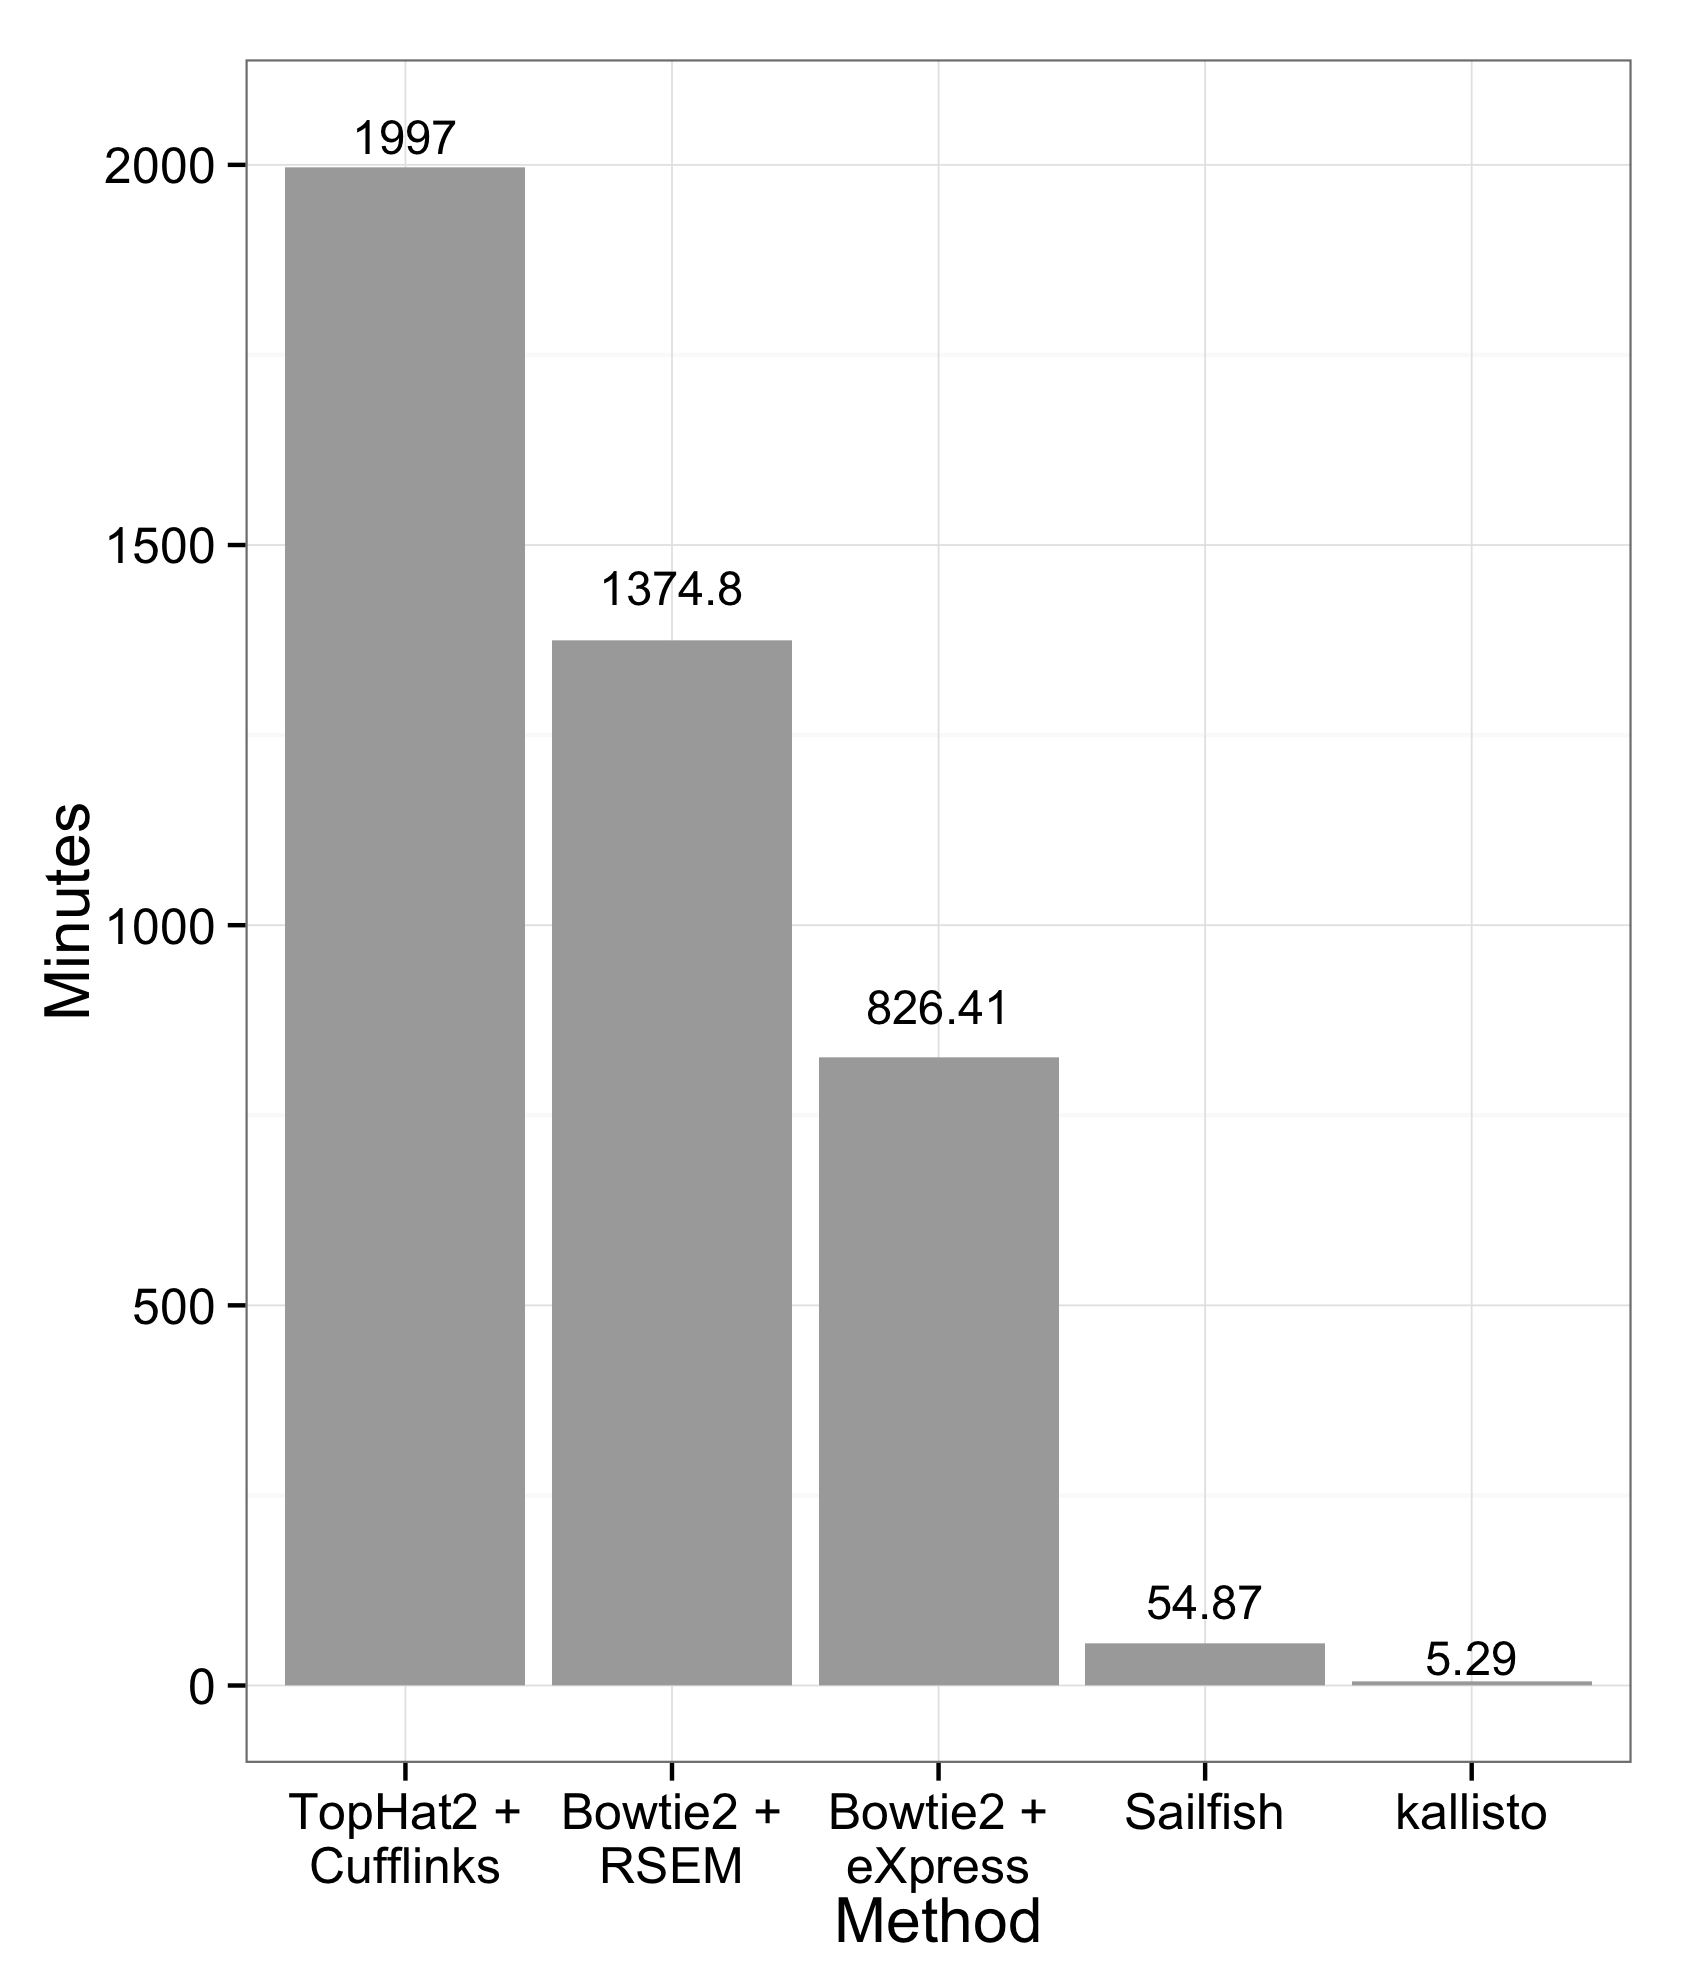 Minutes
2000
1500
1000
500
0
1997
1374.8
826.41
54.87
5.29
TopHat2 +
Cufflinks
Bowtie2 +
RSEM
Bowtie2 +
eXpress
Sailfish
kallisto
Method